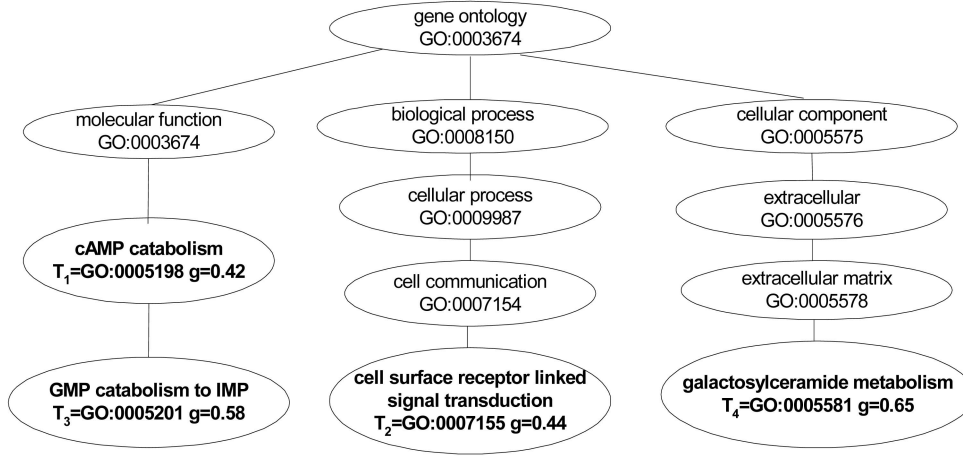 gene ontology
GO:0003674
molecular function
GO:0003674
biological process
GO:0008150
cellular component
GO:0005575
cellular process
GO:0009987
extracellular
GO:0005576
cAMP catabolism
T₁=GO:0005198 g=0.42
cell communication
GO:0007154
extracellular matrix
GO:0005578
GMP catabolism to IMP
T₃=GO:0005201 g=0.58
cell surface receptor linked
signal transduction
T₂=GO:0007155 g=0.44
galactosylceramide metabolism
T₄=GO:0005581 g=0.65